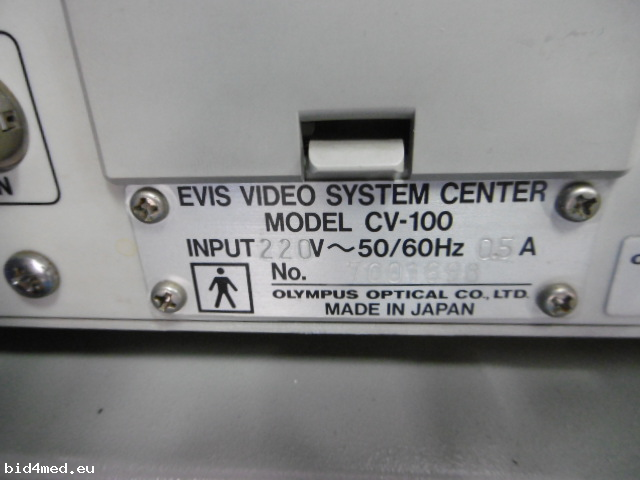 N
EVIS VIDEO SYSTEM CENTER
MODEL CV-100
INPUT 220V~50/60Hz 0.5 A
No.
OLYMPUS OPTICAL CO., LTD.
MADE IN JAPAN
bid4med.eu